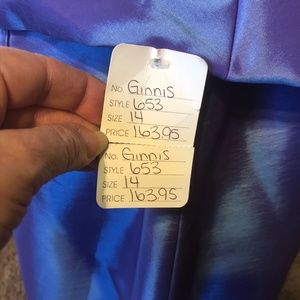 No. Ginnis
STYLE 653
SIZE 14
PRICE 163.95
No. Ginnis
STYLE 653
SIZE 14
PRICE 163.95